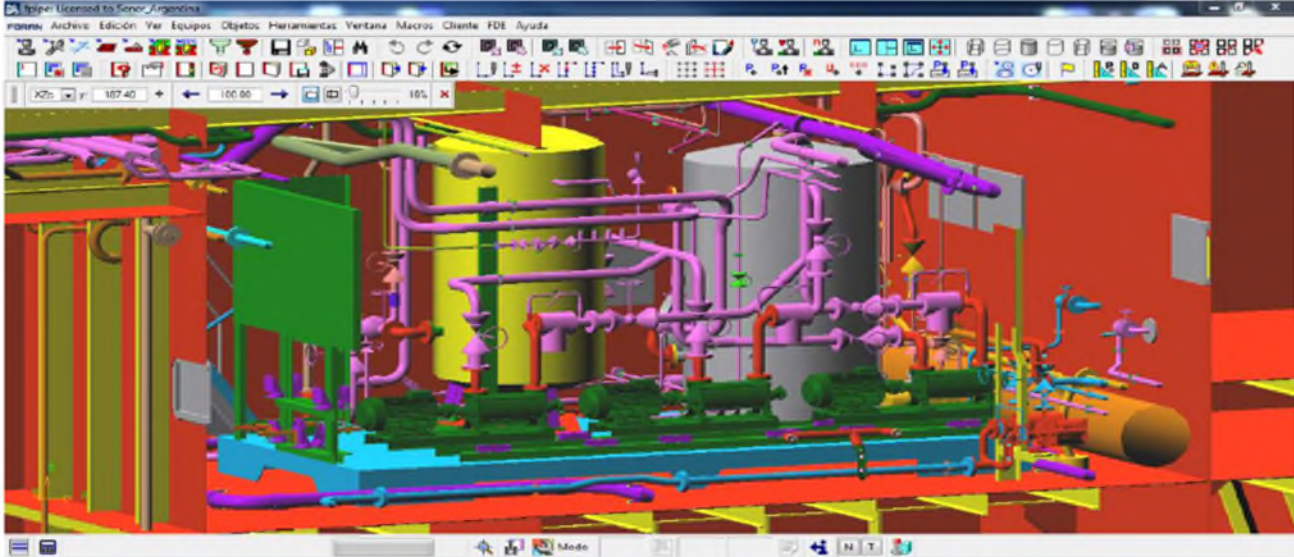 fpipe: Licensed to Sener_Argentina
FORAN Archivo Edición Ver Equipos Objetos Herramientas Ventana Macros Cliente FDE Ayuda
XZo y 187.40 + 100.00 10%
Modo N T